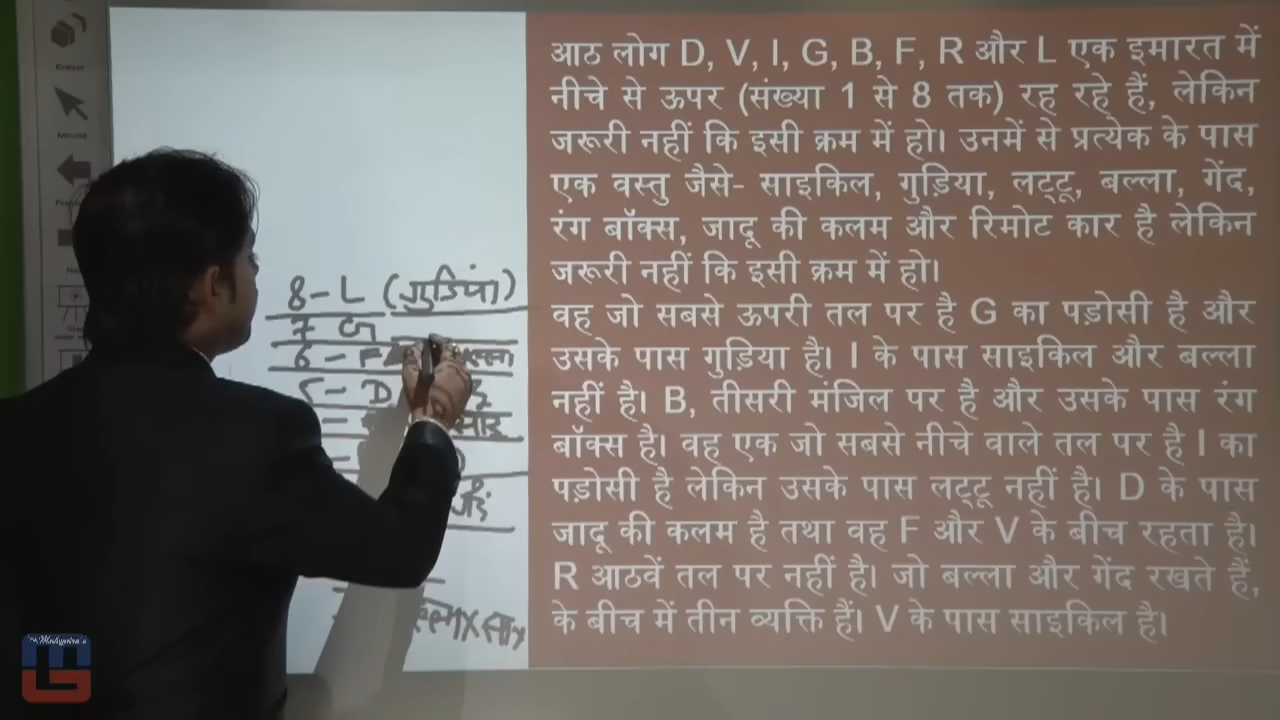 Eraser
Mouse
8 - L (गुडियां)
7 G
6 - F
5 - D
आठ लोग D, V, I, G, B, F, R और L एक इमारत में
नीचे से ऊपर (संख्या 1 से 8 तक) रह रहे हैं, लेकिन
जरूरी नहीं कि इसी क्रम में हो। उनमें से प्रत्येक के पास
एक वस्तु जैसे- साइकिल, गुड़िया, लट्टू, बल्ला, गेंद,
रंग बॉक्स, जादू की कलम और रिमोट कार है लेकिन
जरूरी नहीं कि इसी क्रम में हो।
वह जो सबसे ऊपरी तल पर है G का पड़ोसी है और
उसके पास गुड़िया है। I के पास साइकिल और बल्ला
नहीं है। B, तीसरी मंजिल पर है और उसके पास रंग
बॉक्स है। वह एक जो सबसे नीचे वाले तल पर है I का
पड़ोसी है लेकिन उसके पास लट्टू नहीं है। D के पास
जादू की कलम है तथा वह F और V के बीच रहता है।
R आठवें तल पर नहीं है। जो बल्ला और गेंद रखते हैं,
के बीच में तीन व्यक्ति हैं। V के पास साइकिल है।